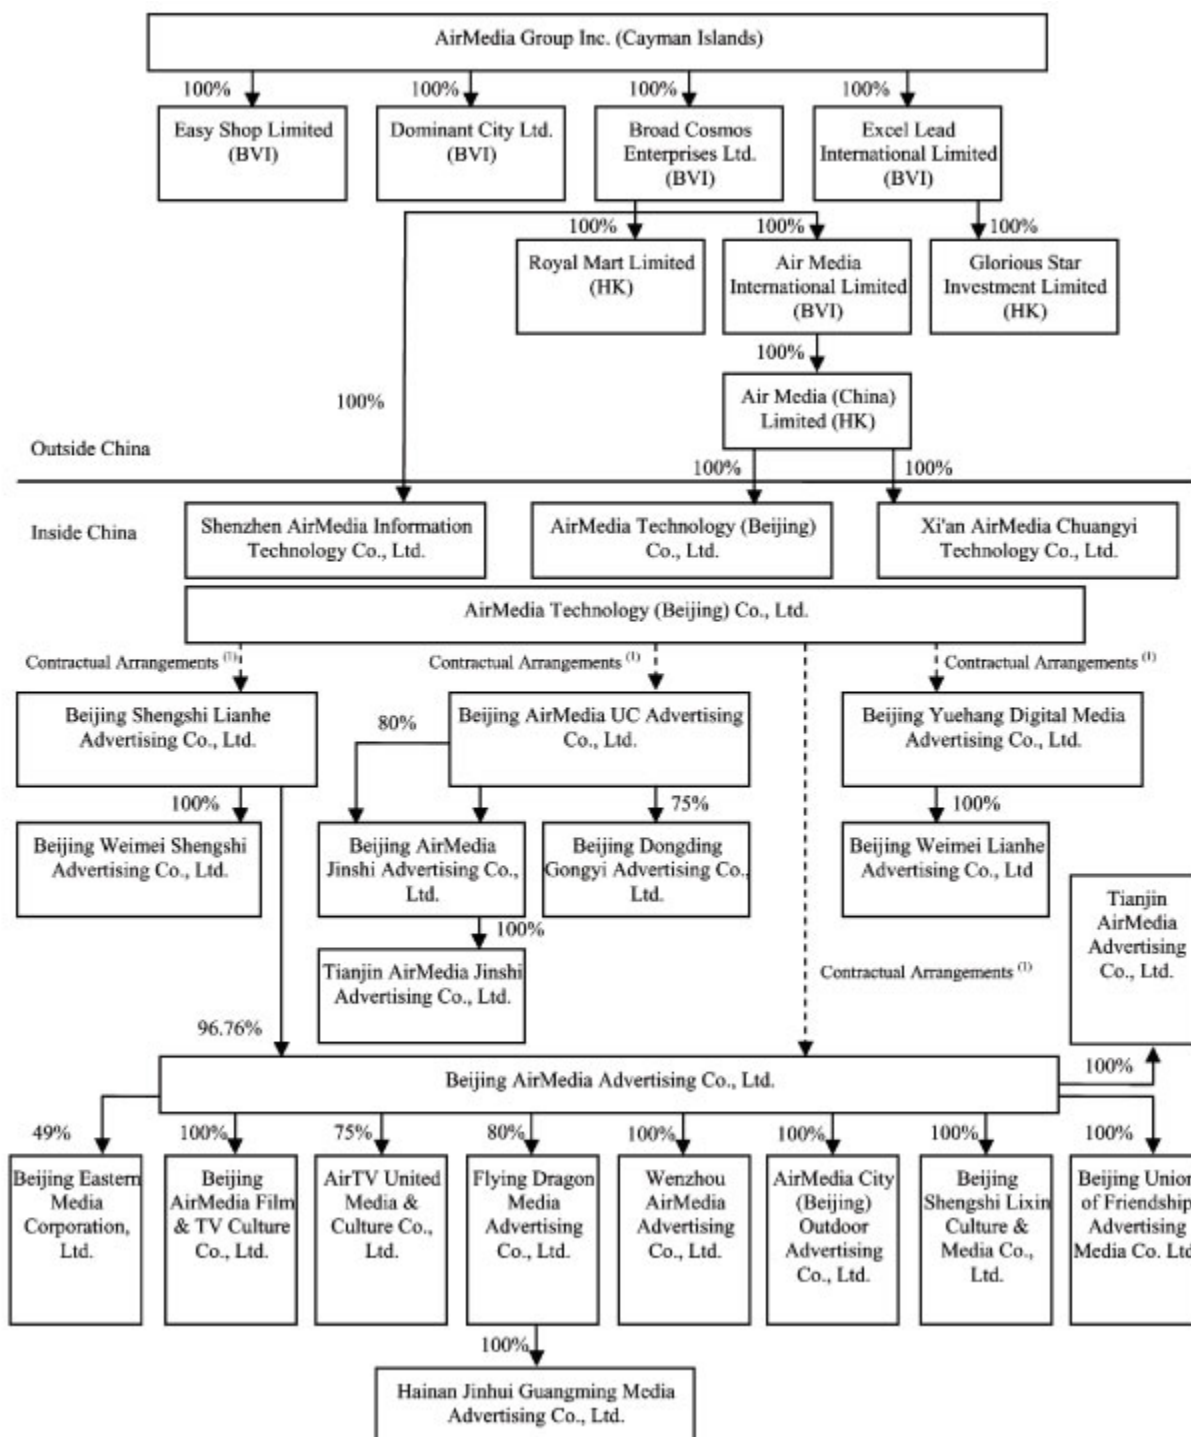 AirMedia Group Inc. (Cayman Islands)
100%
100%
100%
100%
Easy Shop Limited
(BVI)
Dominant City Ltd.
(BVI)
Broad Cosmos
Enterprises Ltd.
(BVI)
Excel Lead
International Limited
(BVI)
100%
100%
100%
Royal Mart Limited
(HK)
Air Media
International Limited
(BVI)
Glorious Star
Investment Limited
(HK)
100%
100%
Air Media (China)
Limited (HK)
Outside China
100%
100%
Inside China
Shenzhen AirMedia Information
Technology Co., Ltd.
AirMedia Technology (Beijing)
Co., Ltd.
Xi'an AirMedia Chuangyi
Technology Co., Ltd.
AirMedia Technology (Beijing) Co., Ltd.
Contractual Arrangements (1)
Contractual Arrangements (1)
Contractual Arrangements (1)
Beijing Shengshi Lianhe
Advertising Co., Ltd.
80%
Beijing AirMedia UC Advertising
Co., Ltd.
Beijing Yuehang Digital Media
Advertising Co., Ltd.
100%
75%
100%
Beijing Weimei Shengshi
Advertising Co., Ltd.
Beijing AirMedia
Jinshi Advertising Co.,
Ltd.
Beijing Dongding
Gongyi Advertising Co.,
Ltd.
Beijing Weimei Lianhe
Advertising Co., Ltd
Tianjin
AirMedia
Advertising
Co., Ltd.
100%
Tianjin AirMedia Jinshi
Advertising Co., Ltd.
Contractual Arrangements (1)
96.76%
100%
Beijing AirMedia Advertising Co., Ltd.
49%
100%
75%
80%
100%
100%
100%
100%
Beijing Eastern
Media
Corporation,
Ltd.
Beijing
AirMedia Film
& TV Culture
Co., Ltd.
AirTV United
Media &
Culture Co.,
Ltd.
Flying Dragon
Media
Advertising
Co., Ltd.
Wenzhou
AirMedia
Advertising
Co., Ltd.
AirMedia City
(Beijing)
Outdoor
Advertising
Co., Ltd.
Beijing
Shengshi Lixin
Culture &
Media Co.,
Ltd.
Beijing Union
of Friendship
Advertising
Media Co. Ltd
100%
Hainan Jinhui Guangming Media
Advertising Co., Ltd.